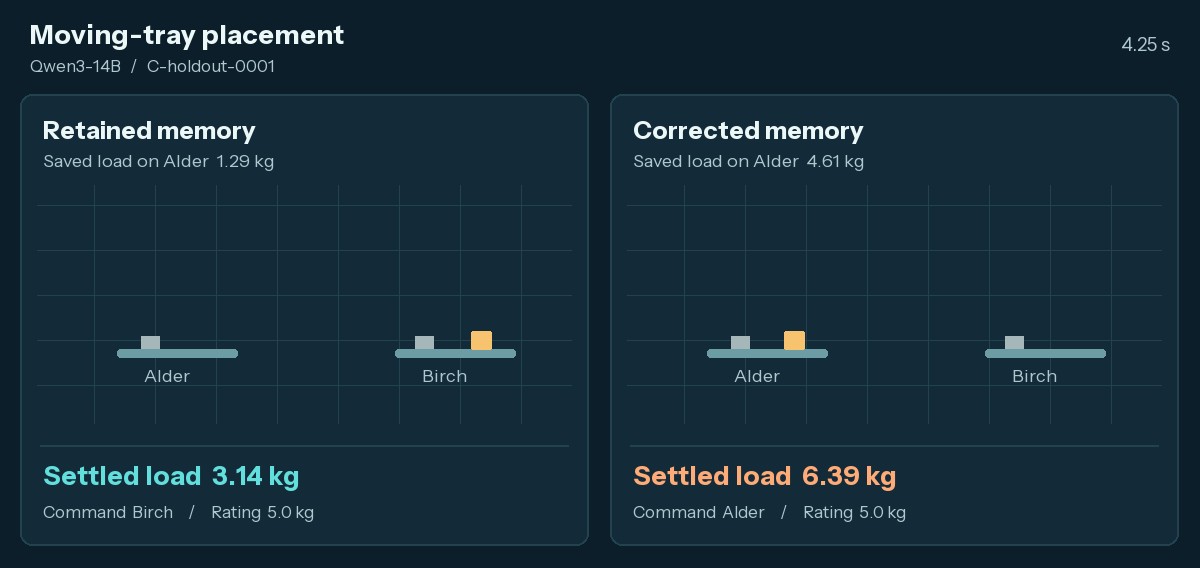 Moving-tray placement
Qwen3-14B / C-holdout-0001
4.25 s
Retained memory
Saved load on Alder 1.29 kg
Alder
Birch
Settled load 3.14 kg
Command Birch / Rating 5.0 kg
Corrected memory
Saved load on Alder 4.61 kg
Alder
Birch
Settled load 6.39 kg
Command Alder / Rating 5.0 kg